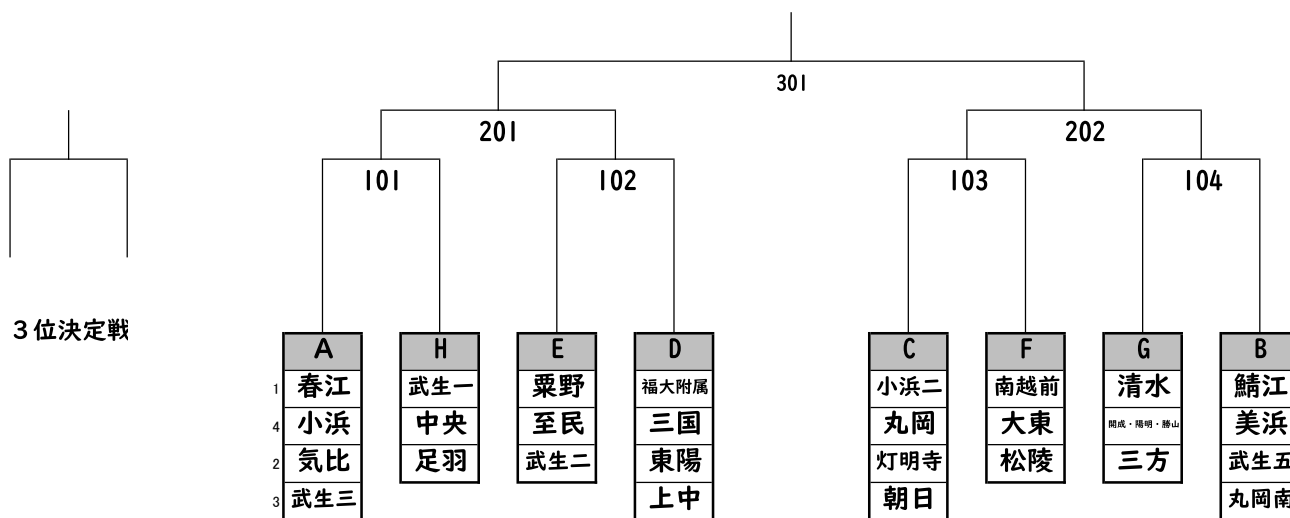 301
201 202
101 102 103 104
3位決定戦
A H E D C F G B
1 春江 武生一 粟野 福大附属 小浜二 南越前 清水 鯖江
4 小浜 中央 至民 三国 丸岡 大東 開成・陽明・勝山 美浜
2 気比 足羽 武生二 東陽 灯明寺 松陵 三方 武生五
3 武生三 上中 朝日 丸岡南